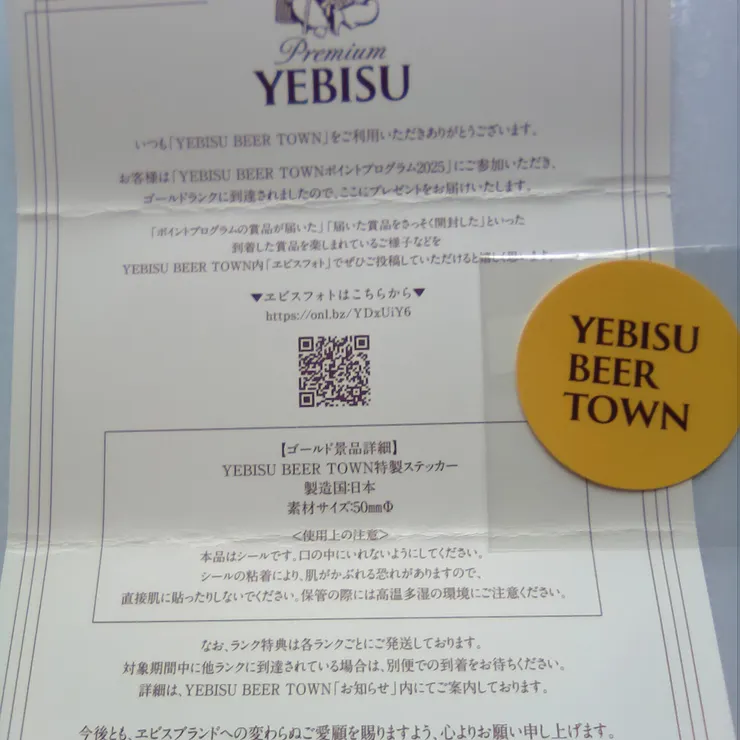 Premium
YEBISU
いつも「YEBISU BEER TOWN」をご利用いただきありがとうございます。
お客様は「YEBISU BEER TOWNポイントプログラム2025」にご参加いただき、
ゴールドランクに到達されましたので、ここにプレゼントをお届けいたします。
「ポイントプログラムの賞品が届いた」「届いた賞品をさっそく開封した」といった
到着した賞品を楽しまれているご様子などを
YEBISU BEER TOWN内「ヱビスフォト」でぜひご投稿していただけると嬉しく思います。
▼ヱビスフォトはこちらから▼
https://onl.bz/YDxUiY6
【ゴールド景品詳細】
YEBISU BEER TOWN特製ステッカー
製造国:日本
素材サイズ:50mmΦ
<使用上の注意>
本品はシールです。口の中にいれないようにしてください。
シールの粘着により、肌がかぶれる恐れがありますので、
直接肌に貼ったりしないでください。保管の際には高温多湿の環境にご注意ください。
なお、ランク特典は各ランクごとにご発送しております。
対象期間中に他ランクに到達されている場合は、別便での到着をお待ちください。
詳細は、YEBISU BEER TOWN「お知らせ」内にてご案内しております。
今後とも、ヱビスブランドへの変わらぬご愛顧を賜りますよう、心よりお願い申し上げます。
YEBISU
BEER
TOWN